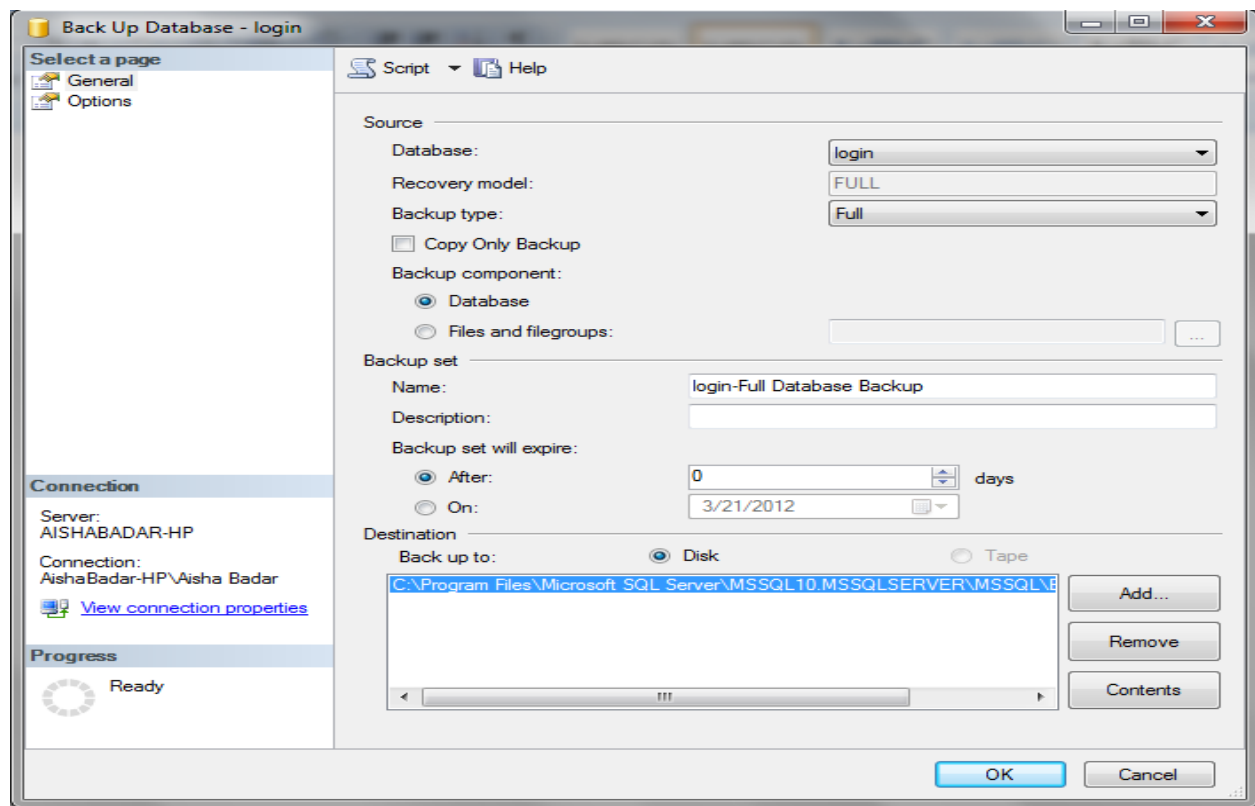 Back Up Database - login
Select a page
General
Options
Script Help
Source
Database: login
Recovery model: FULL
Backup type: Full
Copy Only Backup
Backup component:
Database
Files and filegroups: ...
Backup set
Name: login-Full Database Backup
Description:
Backup set will expire:
After: 0 days
On: 3/21/2012
Destination
Back up to: Disk Tape
C:\Program Files\Microsoft SQL Server\MSSQL10.MSSQLSERVER\MSSQL\
Add...
Remove
Contents
Connection
Server:
AISHABADAR-HP
Connection:
AishaBadar-HP\Aisha Badar
View connection properties
Progress
Ready
OK Cancel